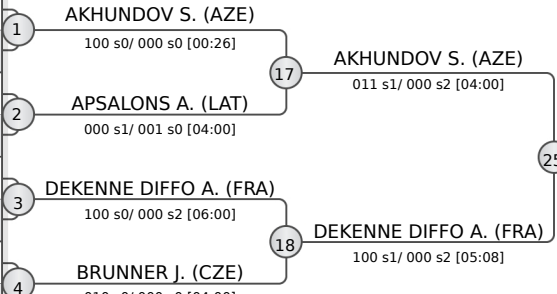 AKHUNDOV S. (AZE)
1
100 s0/ 000 s0 [00:26]
AKHUNDOV S. (AZE)
17
011 s1/ 000 s2 [04:00]
APSALONS A. (LAT)
2
000 s1/ 001 s0 [04:00]
25
DEKENNE DIFFO A. (FRA)
3
100 s0/ 000 s2 [06:00]
DEKENNE DIFFO A. (FRA)
18
100 s1/ 000 s2 [05:08]
BRUNNER J. (CZE)
4